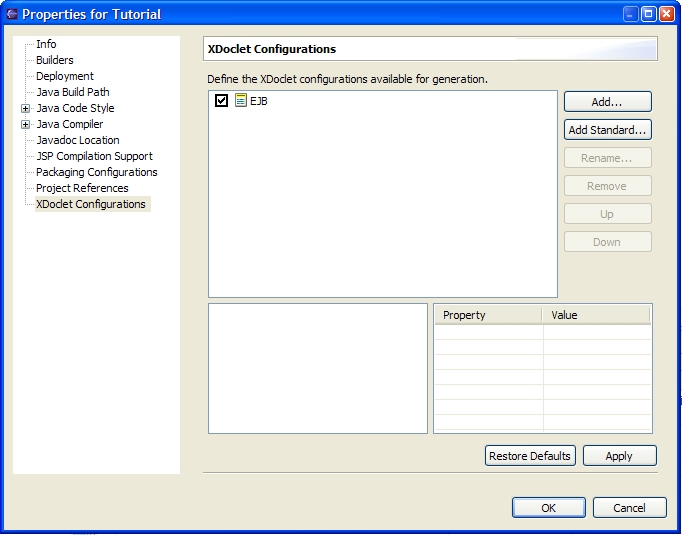 Properties for Tutorial
Info
Builders
Deployment
Java Build Path
Java Code Style
Java Compiler
Javadoc Location
JSP Compilation Support
Packaging Configurations
Project References
XDoclet Configurations
XDoclet Configurations
Define the XDoclet configurations available for generation.
EJB
Add...
Add Standard...
Rename...
Remove
Up
Down
Property Value
Restore Defaults Apply
OK Cancel